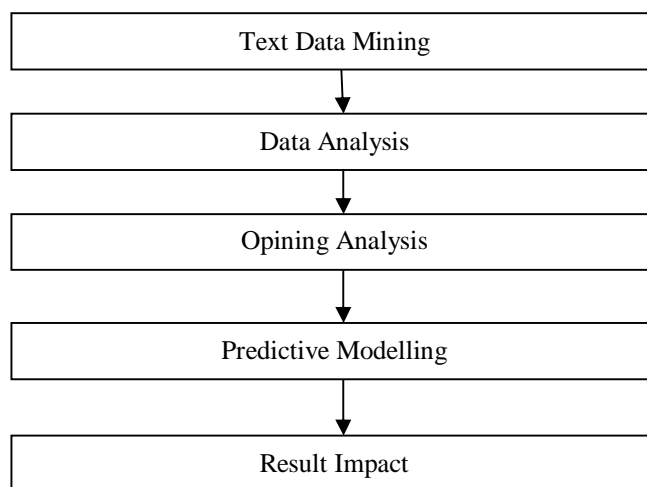 Text Data Mining
Data Analysis
Opining Analysis
Predictive Modelling
Result Impact